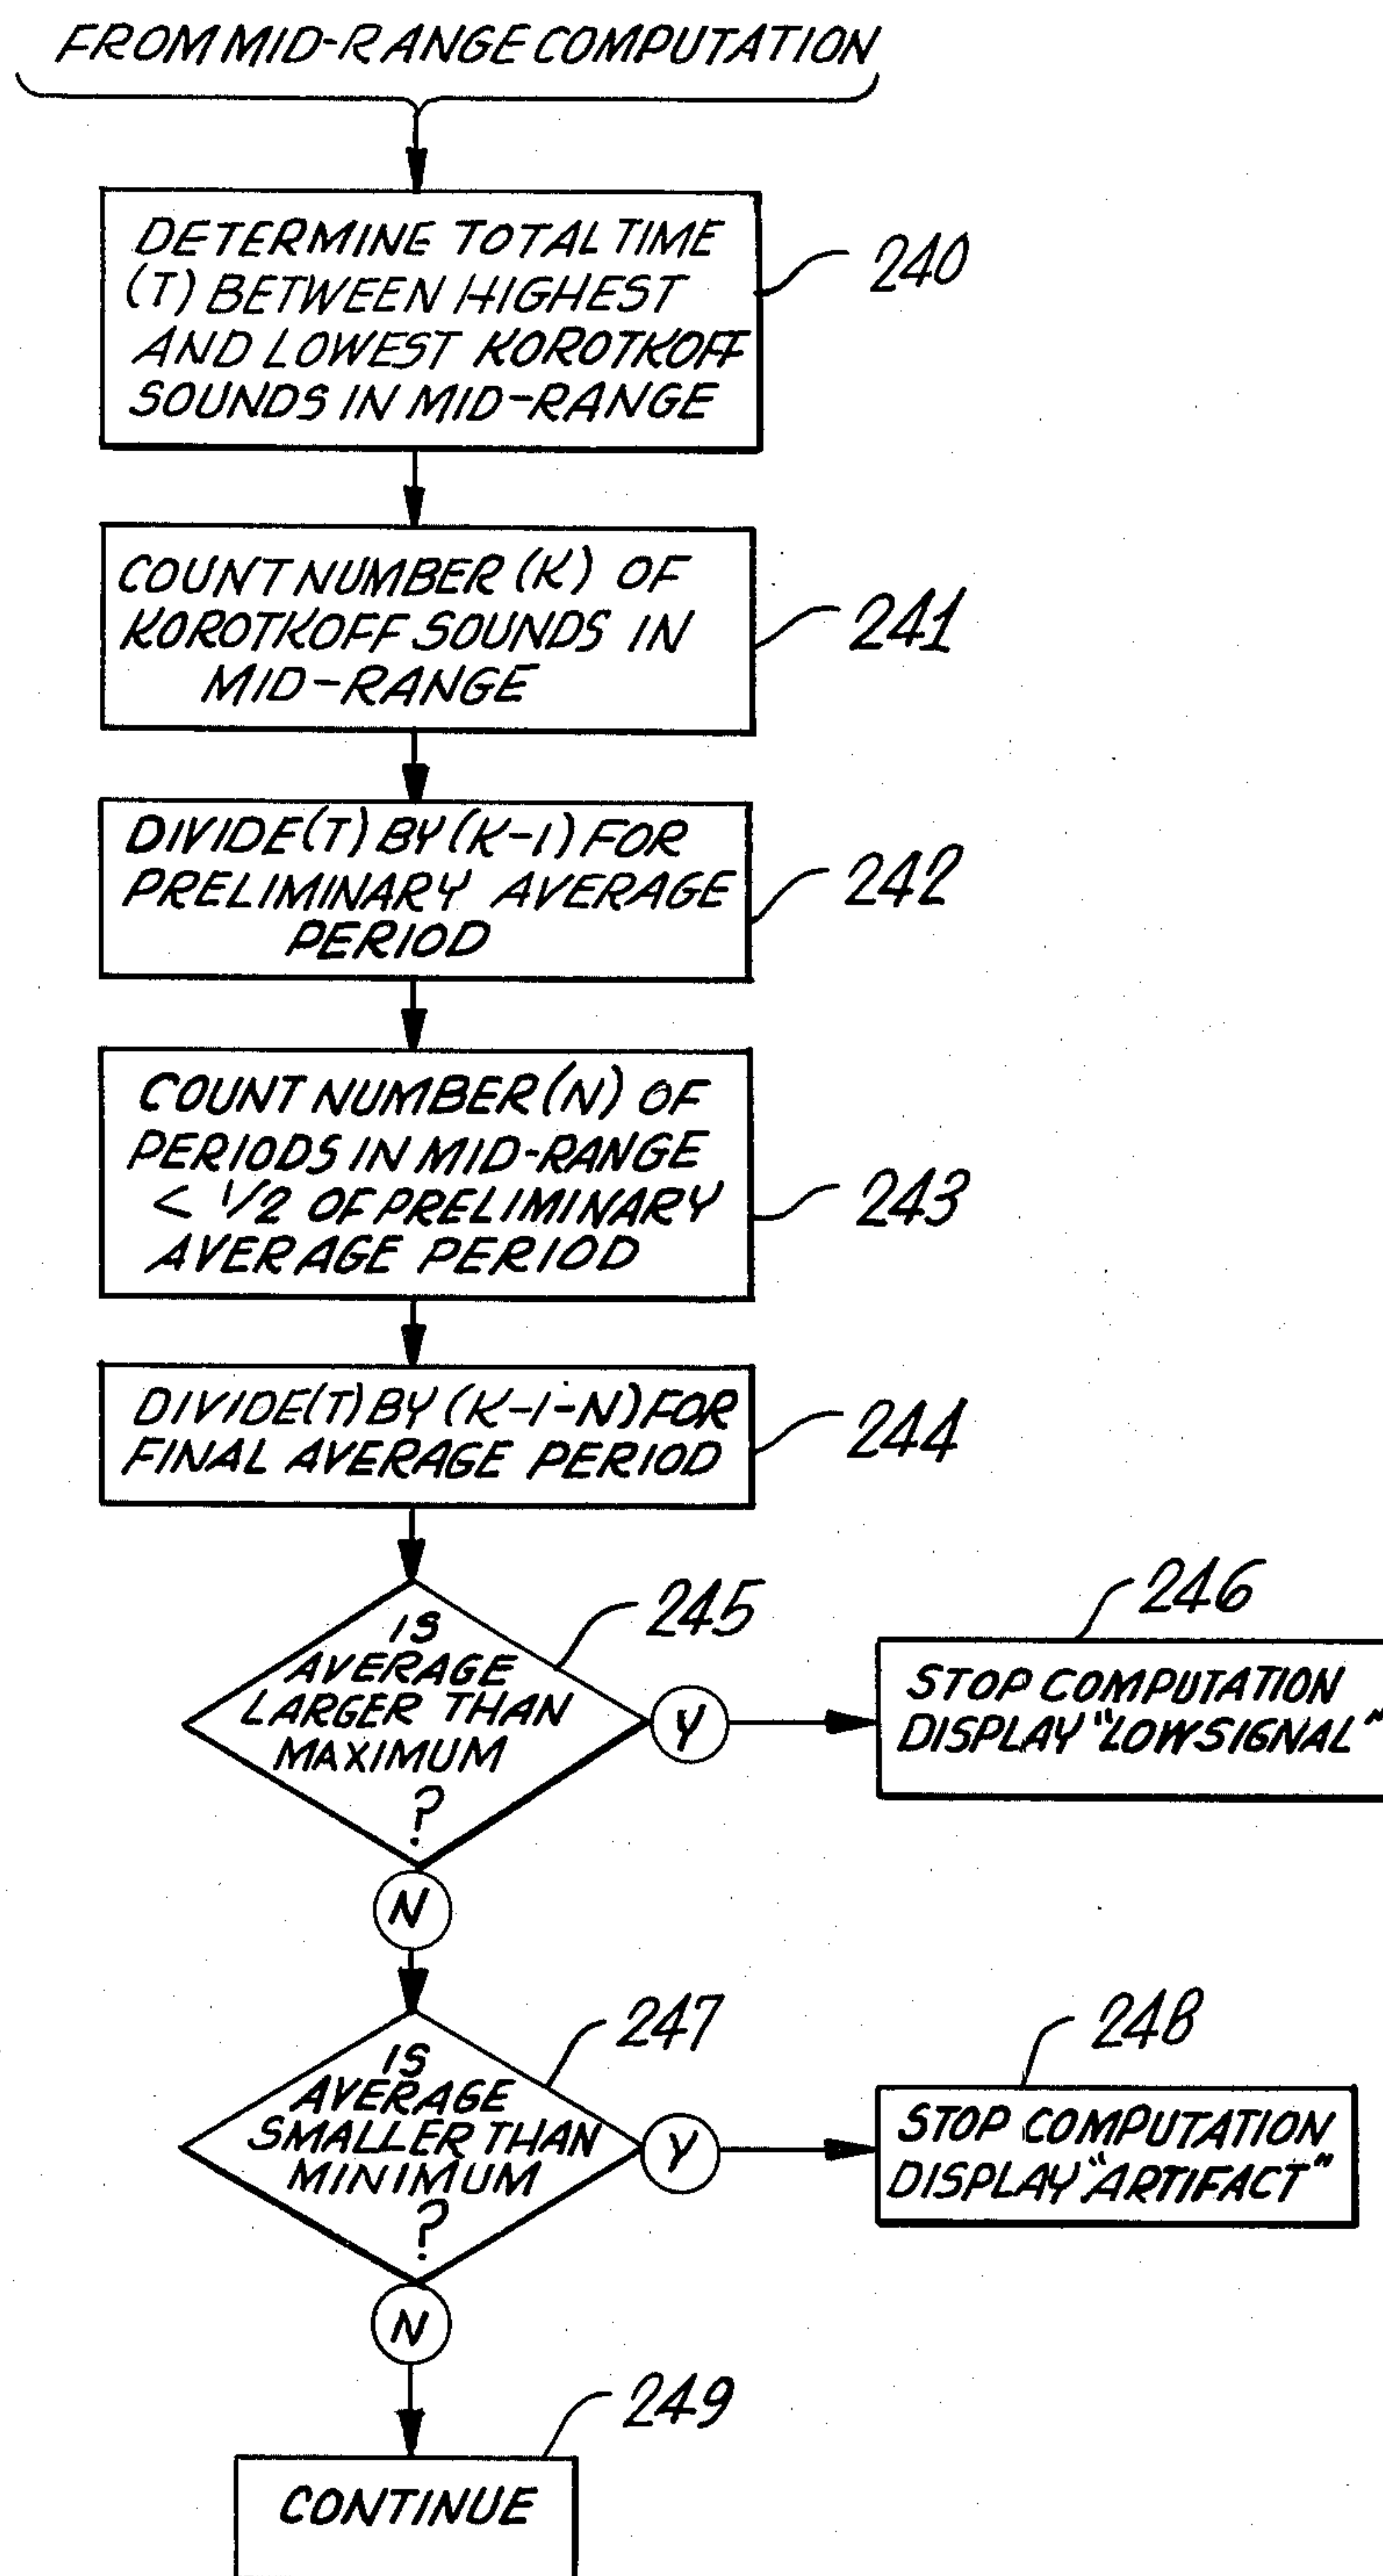 FROM MID-RANGE COMPUTATION
DETERMINE TOTAL TIME
(T) BETWEEN HIGHEST
AND LOWEST KOROTKOFF
SOUNDS IN MID-RANGE
240
COUNT NUMBER (K) OF
KOROTKOFF SOUNDS IN
MID-RANGE
241
DIVIDE (T) BY (K-1) FOR
PRELIMINARY AVERAGE
PERIOD
242
COUNT NUMBER (N) OF
PERIODS IN MID-RANGE
< 1/2 OF PRELIMINARY
AVERAGE PERIOD
243
DIVIDE (T) BY (K-1-N) FOR
FINAL AVERAGE PERIOD
244
IS
AVERAGE
LARGER THAN
MAXIMUM
?
245
Y
246
STOP COMPUTATION
DISPLAY "LOW SIGNAL"
N
IS
AVERAGE
SMALLER THAN
MINIMUM
?
247
Y
248
STOP COMPUTATION
DISPLAY "ARTIFACT"
N
249
CONTINUE